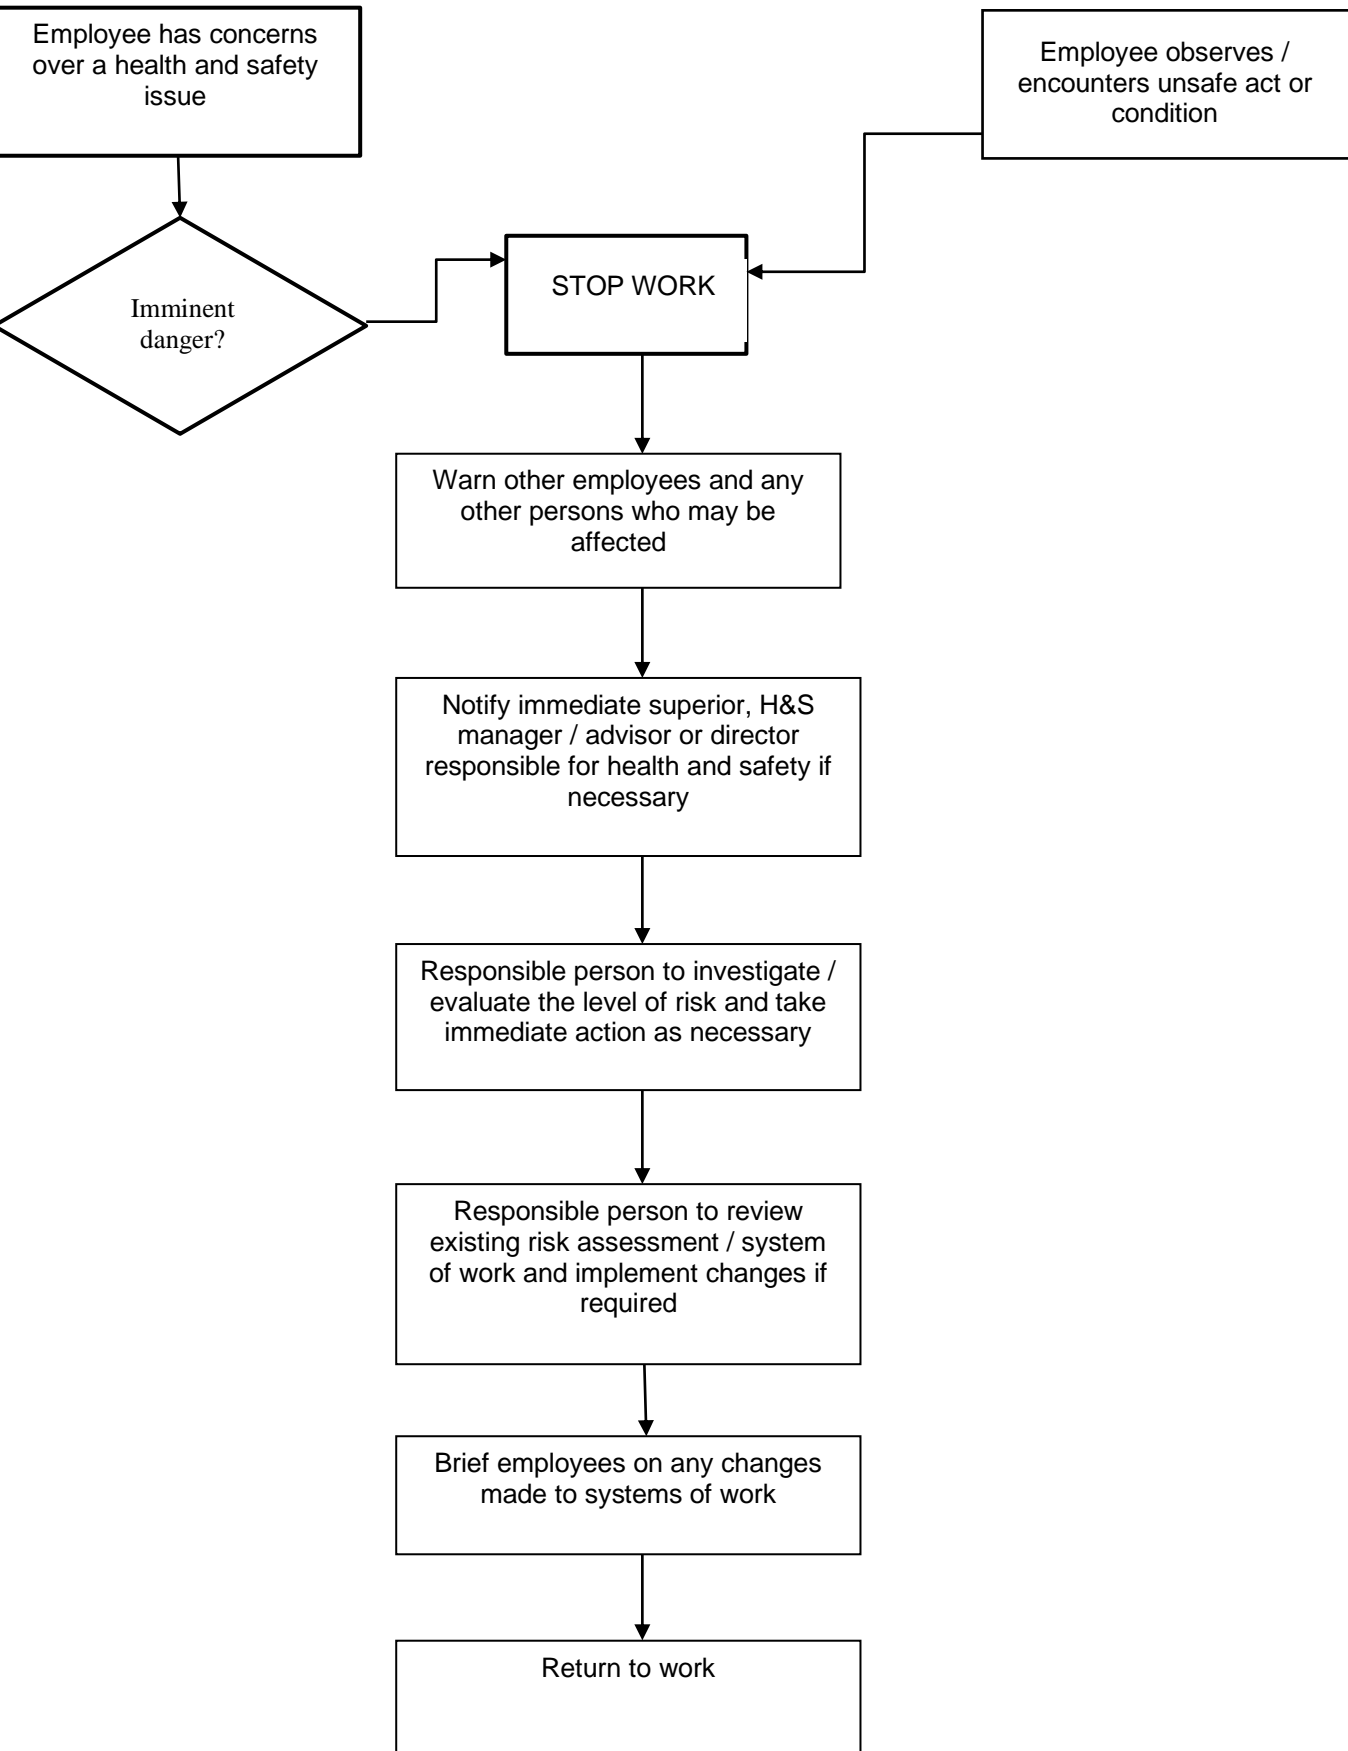 Employee has concerns
over a health and safety
issue
Employee observes /
encounters unsafe act or
condition
STOP WORK
Imminent
danger?
Warn other employees and any
other persons who may be
affected
Notify immediate superior, H&S
manager / advisor or director
responsible for health and safety if
necessary
Responsible person to investigate /
evaluate the level of risk and take
immediate action as necessary
Responsible person to review
existing risk assessment / system
of work and implement changes if
required
Brief employees on any changes
made to systems of work
Return to work